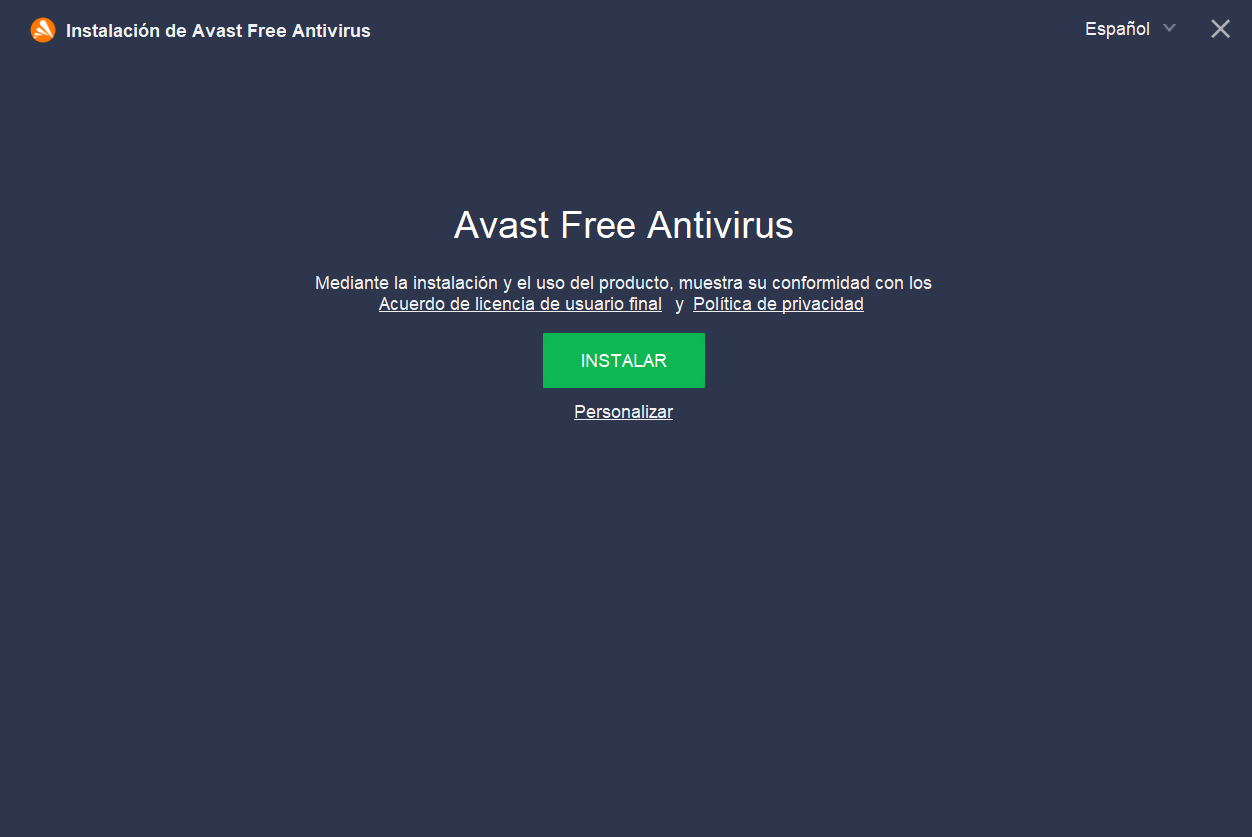 Instalación de Avast Free Antivirus
Español
Avast Free Antivirus
Mediante la instalación y el uso del producto, muestra su conformidad con los
Acuerdo de licencia de usuario final y Política de privacidad
INSTALAR
Personalizar